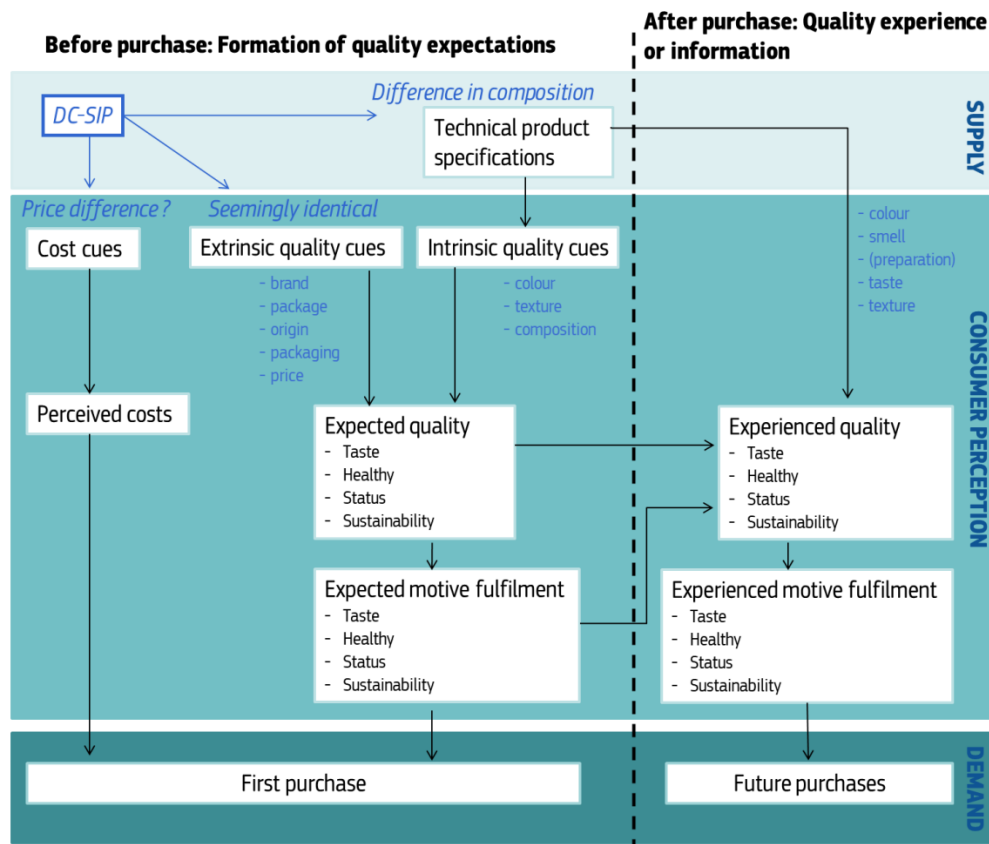 Before purchase: Formation of quality expectations
After purchase: Quality experience
or information
DC-SIP
Difference in composition
Technical product
specifications
SUPPLY
Price difference ?
Seemingly identical
Cost cues
Extrinsic quality cues
- brand
- package
- origin
- packaging
- price
Intrinsic quality cues
- colour
- texture
- composition
- colour
- smell
- (preparation)
- taste
- texture
CONSUMER PERCEPTION
Perceived costs
Expected quality
- Taste
- Healthy
- Status
- Sustainability
Experienced quality
- Taste
- Healthy
- Status
- Sustainability
Expected motive fulfilment
- Taste
- Healthy
- Status
- Sustainability
Experienced motive fulfilment
- Taste
- Healthy
- Status
- Sustainability
First purchase
Future purchases
DEMAND